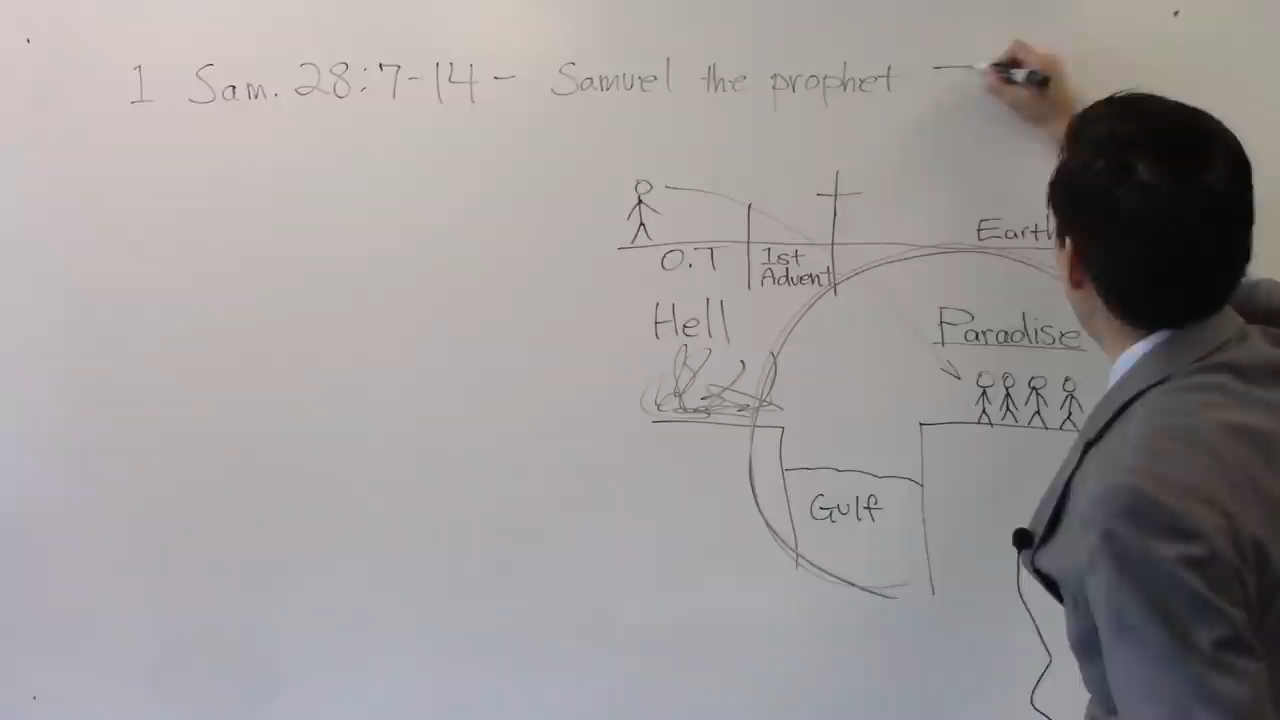 1 Sam. 28:7-14 - Samuel the prophet —
Earth
O.T
1st
Advent
Hell
Paradise
Gulf